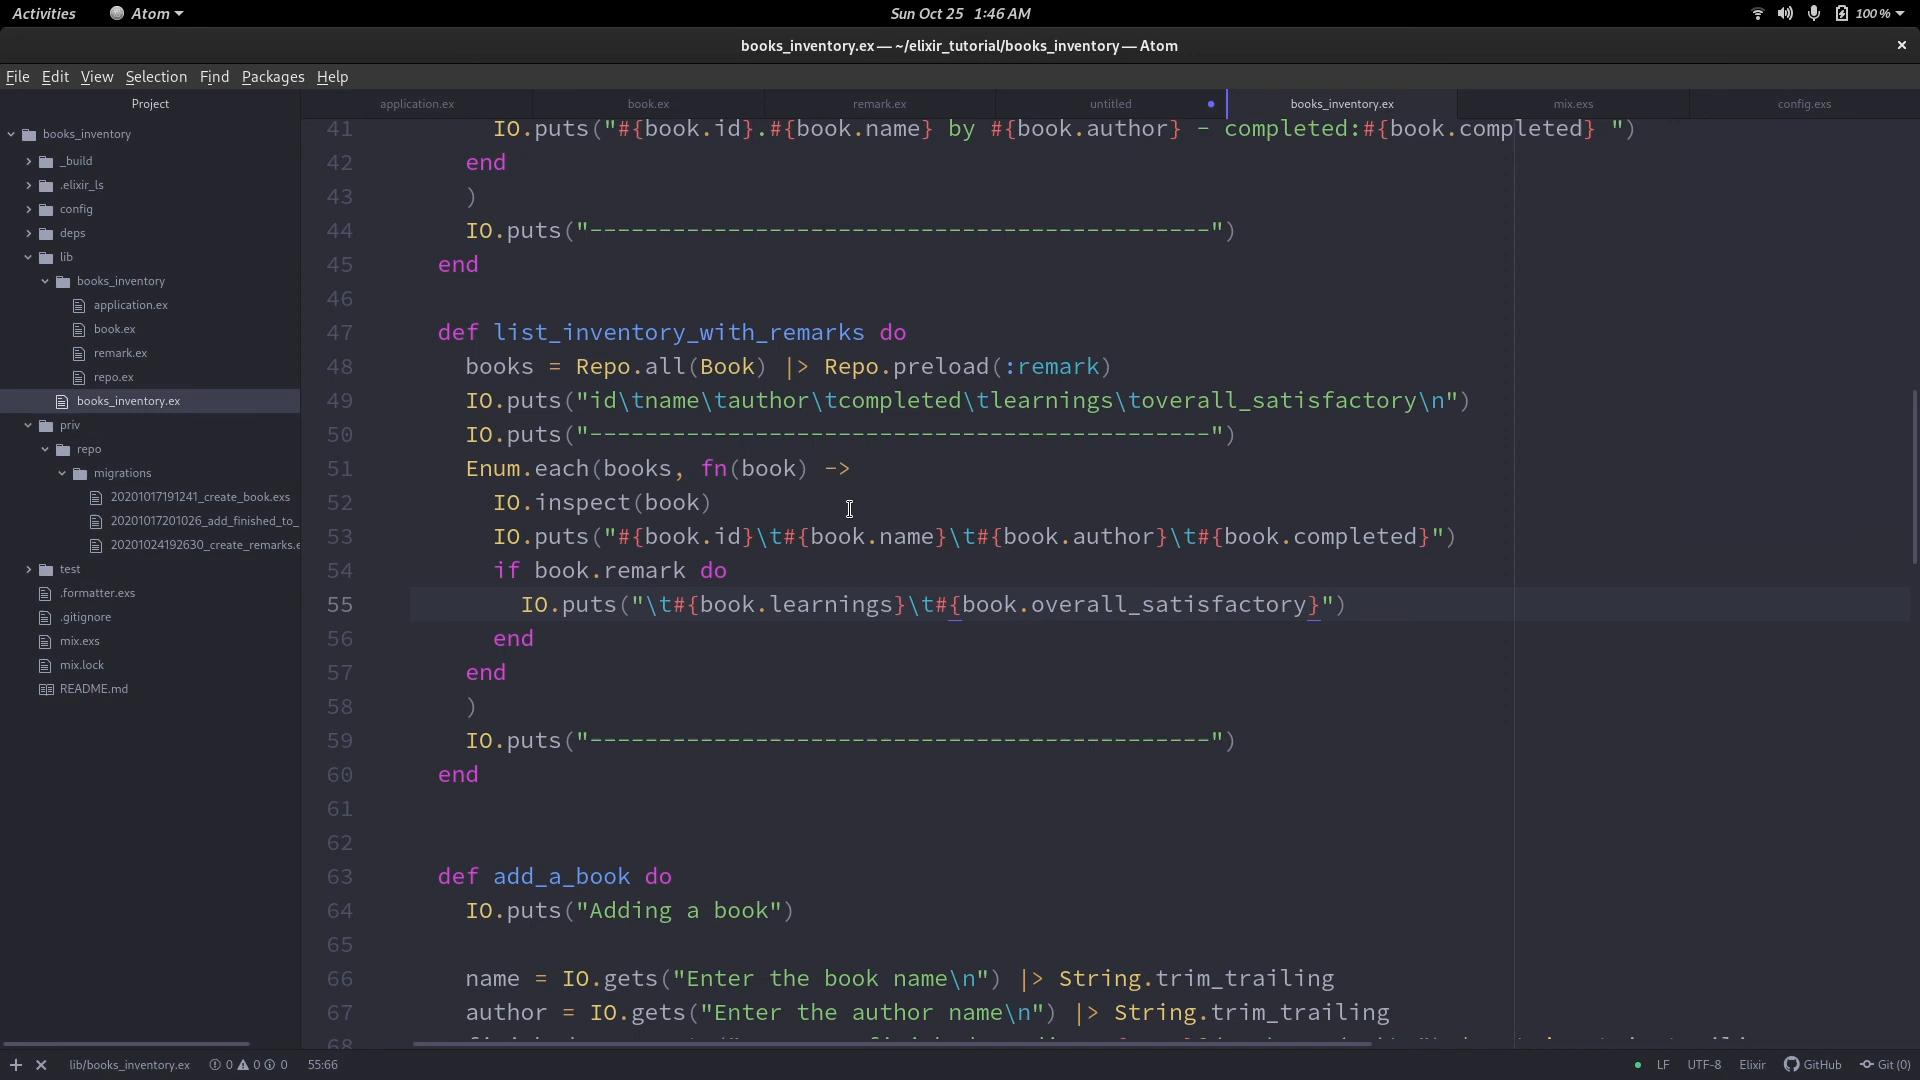 Activities Atom Sun Oct 25 1:46 AM 100 %
books_inventory.ex — ~/elixir_tutorial/books_inventory — Atom ×
File Edit View Selection Find Packages Help
Project
books_inventory
_build
.elixir_ls
config
deps
lib
books_inventory
application.ex
book.ex
remark.ex
repo.ex
books_inventory.ex
priv
repo
migrations
20201017191241_create_book.exs
20201017201026_add_finished_to_
20201024192630_create_remarks.e
test
.formatter.exs
.gitignore
mix.exs
mix.lock
README.md
application.ex book.ex remark.ex untitled books_inventory.ex mix.exs config.exs
41 IO.puts("#{book.id}.#{book.name} by #{book.author} - completed:#{book.completed} ")
42 end
43 )
44 IO.puts("---------------------------------------------")
45 end
46
47 def list_inventory_with_remarks do
48 books = Repo.all(Book) |> Repo.preload(:remark)
49 IO.puts("id\tname\tauthor\tcompleted\tlearnings\toverall_satisfactory\n")
50 IO.puts("---------------------------------------------")
51 Enum.each(books, fn(book) ->
52 IO.inspect(book)
53 IO.puts("#{book.id}\t#{book.name}\t#{book.author}\t#{book.completed}")
54 if book.remark do
55 IO.puts("\t#{book.learnings}\t#{book.overall_satisfactory}")
56 end
57 end
58 )
59 IO.puts("---------------------------------------------")
60 end
61
62
63 def add_a_book do
64 IO.puts("Adding a book")
65
66 name = IO.gets("Enter the book name\n") |> String.trim_trailing
67 author = IO.gets("Enter the author name\n") |> String.trim_trailing
68
lib/books_inventory.ex 0 0 0 55:66 LF UTF-8 Elixir GitHub Git (0)